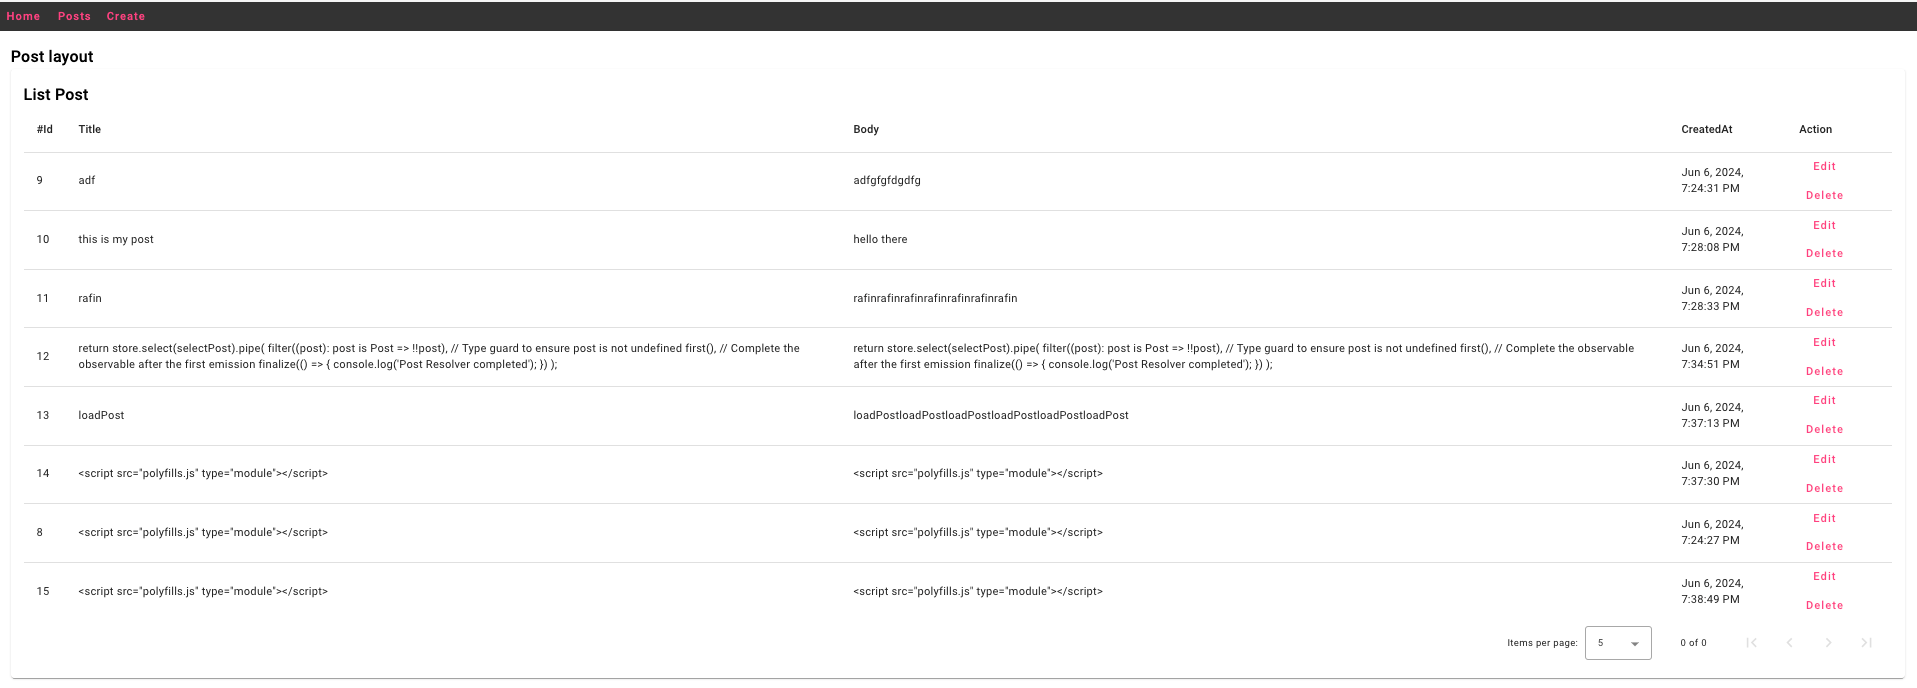 Home Posts Create
Post layout
List Post
#Id Title Body CreatedAt Action
9 adf adfgfgfdgdfg Jun 6, 2024, 7:24:31 PM Edit Delete
10 this is my post hello there Jun 6, 2024, 7:28:08 PM Edit Delete
11 rafin rafinrafinrafinrafinrafinrafinrafin Jun 6, 2024, 7:28:33 PM Edit Delete
12 return store.select(selectPost).pipe( filter((post): post is Post => !!post), // Type guard to ensure post is not undefined first(), // Complete the observable after the first emission finalize(() => { console.log('Post Resolver completed'); }) ); return store.select(selectPost).pipe( filter((post): post is Post => !!post), // Type guard to ensure post is not undefined first(), // Complete the observable after the first emission finalize(() => { console.log('Post Resolver completed'); }) ); Jun 6, 2024, 7:34:51 PM Edit Delete
13 loadPost loadPostloadPostloadPostloadPostloadPostloadPost Jun 6, 2024, 7:37:13 PM Edit Delete
14 <script src="polyfills.js" type="module"></script> <script src="polyfills.js" type="module"></script> Jun 6, 2024, 7:37:30 PM Edit Delete
8 <script src="polyfills.js" type="module"></script> <script src="polyfills.js" type="module"></script> Jun 6, 2024, 7:24:27 PM Edit Delete
15 <script src="polyfills.js" type="module"></script> <script src="polyfills.js" type="module"></script> Jun 6, 2024, 7:38:49 PM Edit Delete
Items per page: 5 0 of 0